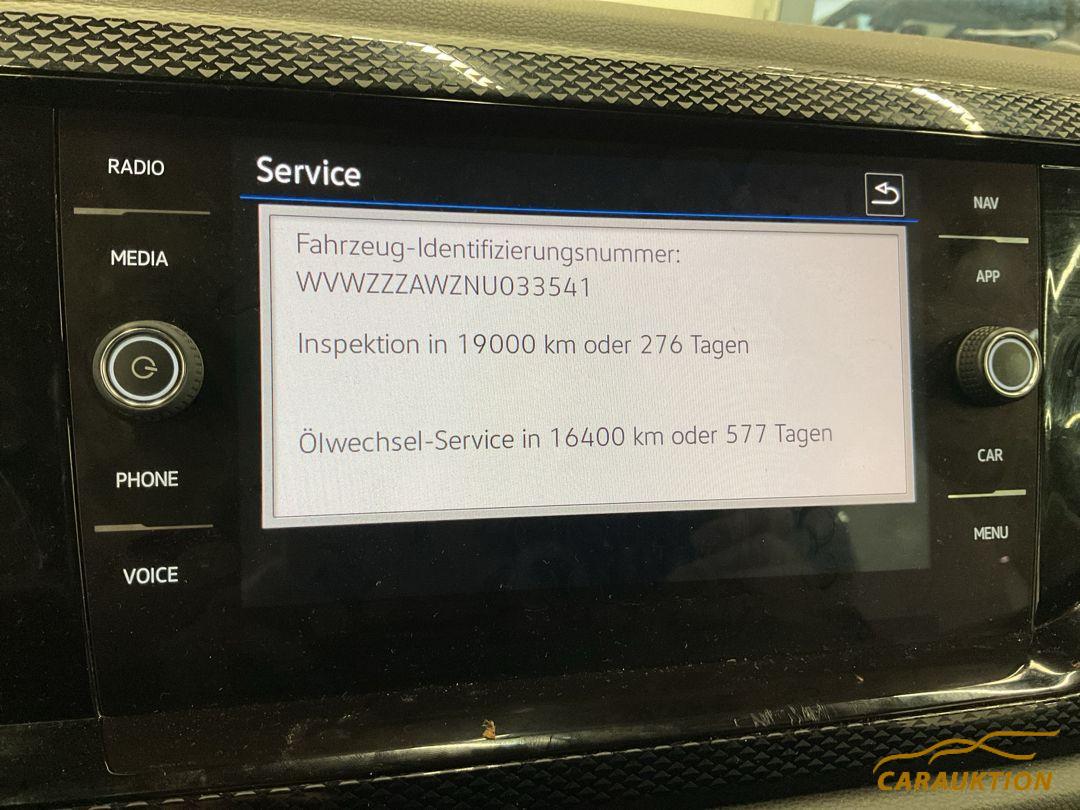 RADIO
MEDIA
PHONE
VOICE
Service
Fahrzeug-Identifizierungsnummer:
WVWZZZAWZNU033541
Inspektion in 19000 km oder 276 Tagen
Ölwechsel-Service in 16400 km oder 577 Tagen
NAV
APP
CAR
MENU
CARAUKTION